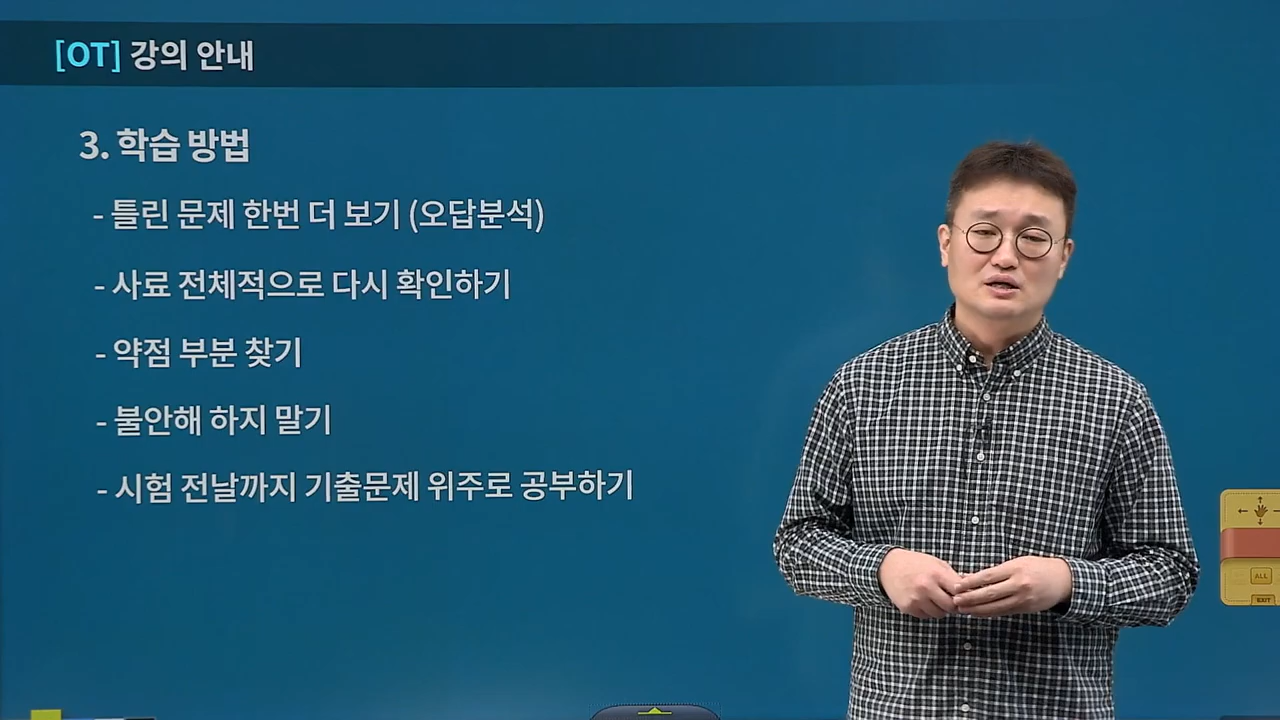 [OT] 강의 안내
3. 학습 방법
- 틀린 문제 한번 더 보기 (오답분석)
- 사료 전체적으로 다시 확인하기
- 약점 부분 찾기
- 불안해 하지 말기
- 시험 전날까지 기출문제 위주로 공부하기
ALL
EXIT